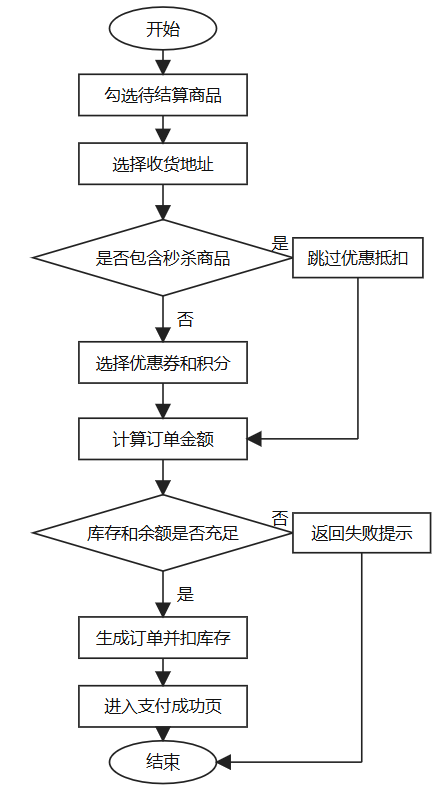 开始
勾选待结算商品
选择收货地址
是否包含秒杀商品
是
跳过优惠抵扣
否
选择优惠券和积分
计算订单金额
库存和余额是否充足
否
返回失败提示
是
生成订单并扣库存
进入支付成功页
结束